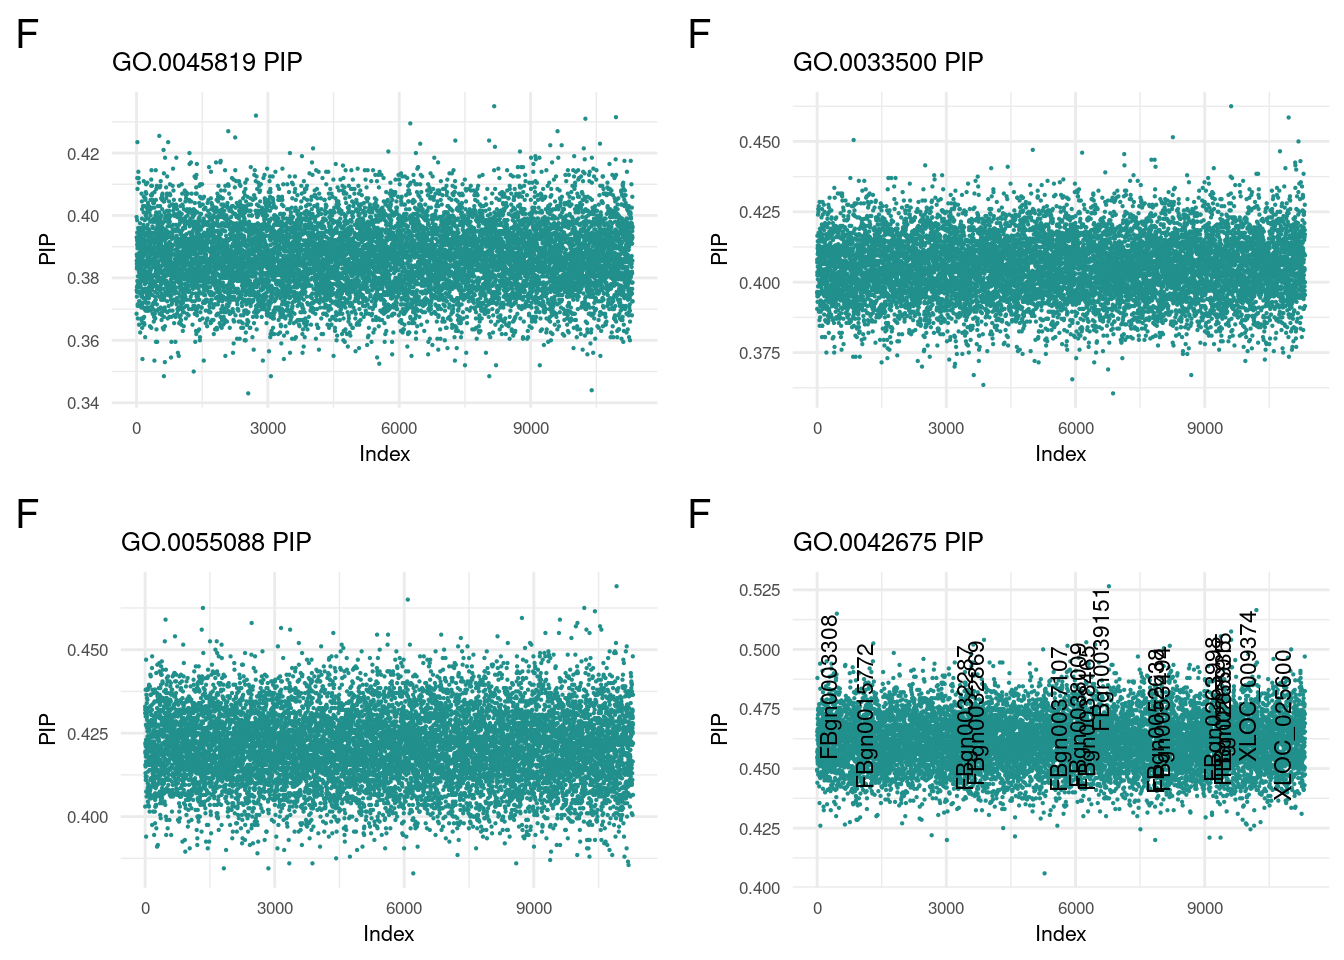 F
GO.0045819 PIP
PIP
0.42
0.40
0.38
0.36
0.34
0 3000 6000 9000
Index
F
GO.0033500 PIP
PIP
0.450
0.425
0.400
0.375
0 3000 6000 9000
Index
F
GO.0055088 PIP
PIP
0.450
0.425
0.400
0 3000 6000 9000
Index
F
GO.0042675 PIP
PIP
0.525
0.500
0.475
0.450
0.425
0.400
FBgn0003308
FBgn0015772
FBgn0032869
FBgn0037107
FBgn0039151
XLOC_009374
XLOC_025600
0 3000 6000 9000
Index